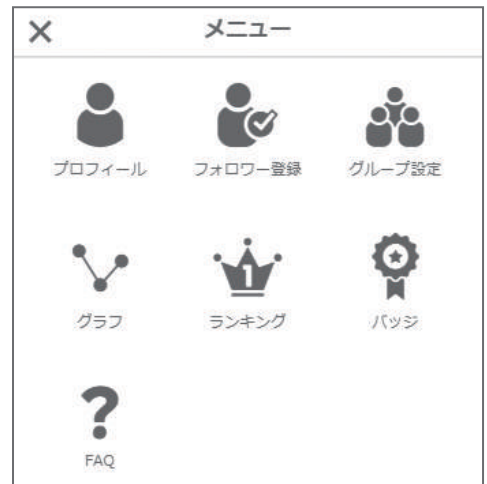 メニュー
プロフィール
フォロワー登録
グループ設定
1
グラフ
ランキング
バッジ
FAQ